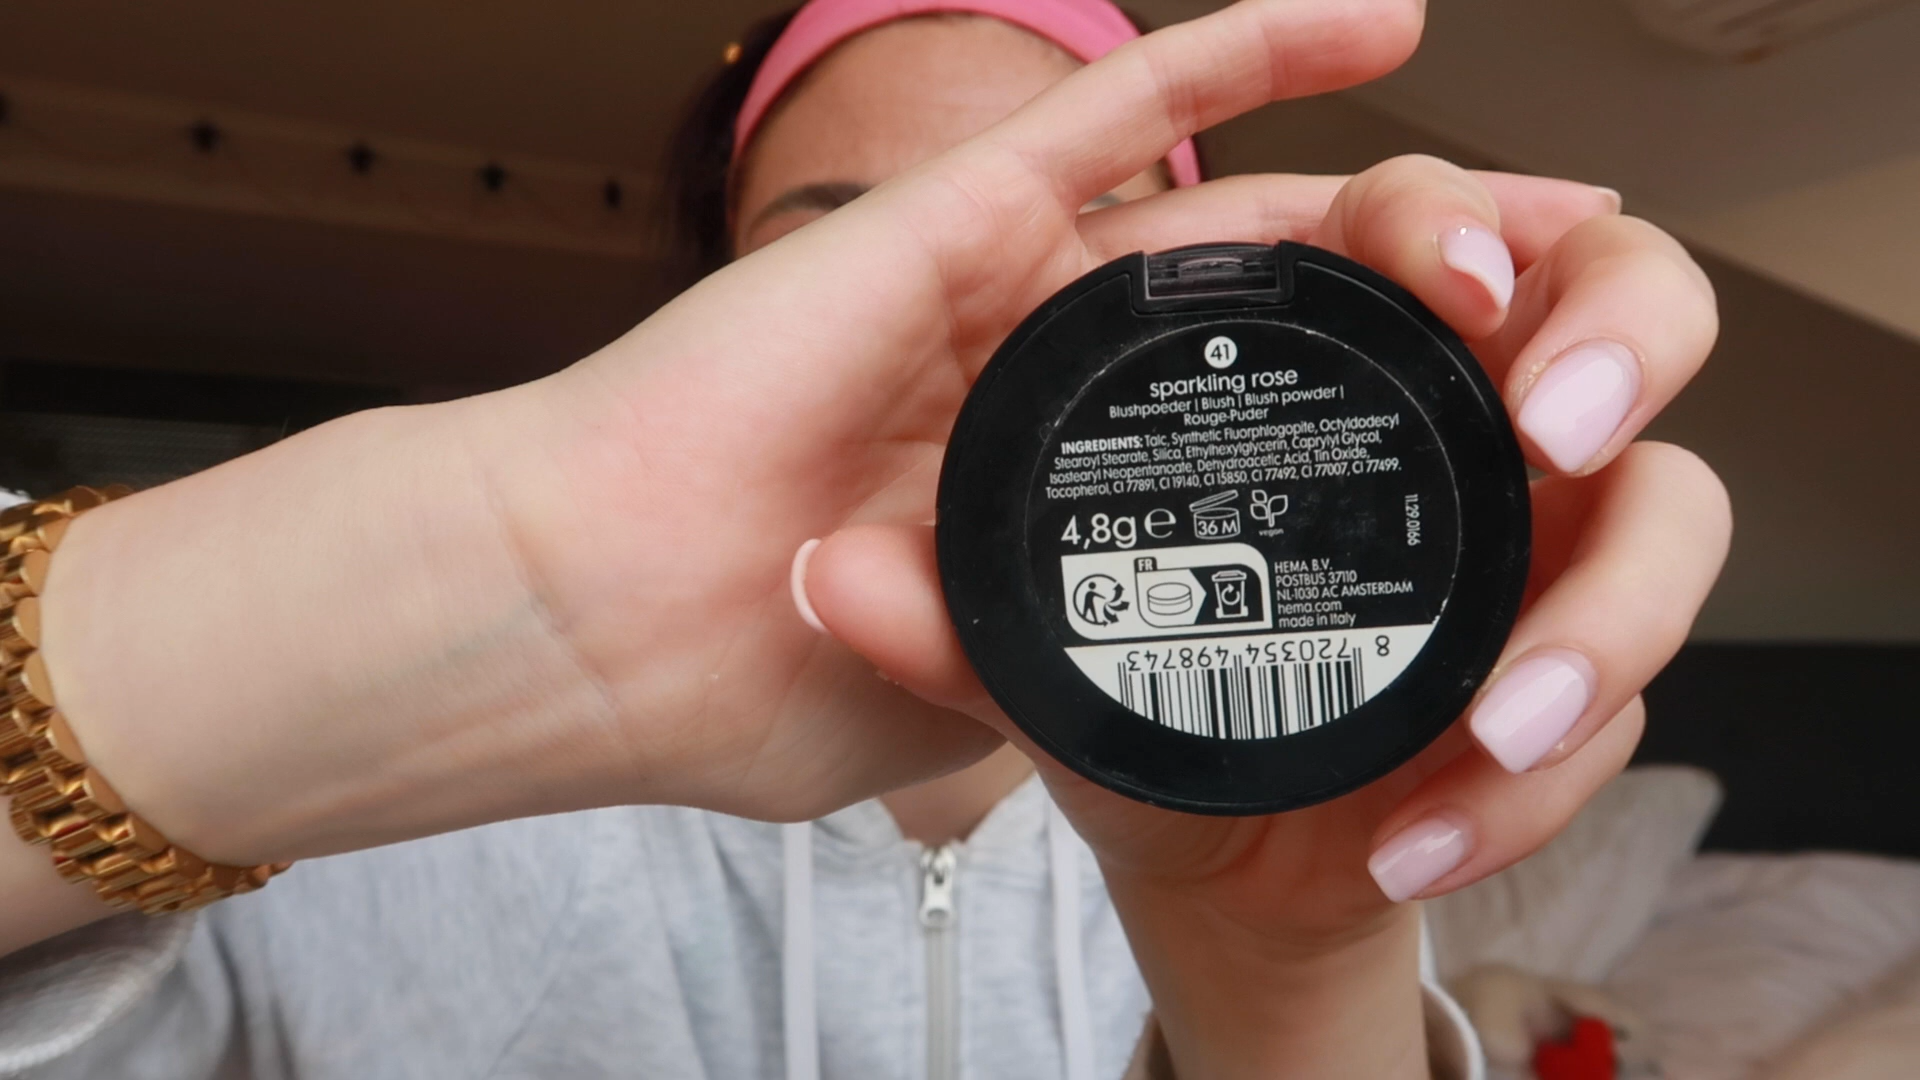 41
sparkling rose
Blushpoeder | Blush | Blush powder |
Rouge-Puder
INGREDIENTS: Talc, Synthetic Fluorphlogopite, Octyldodecyl
Stearoyl Stearate, Silica, Ethylhexylglycerin, Caprylyl Glycol,
Isostearyl Neopentanoate, Dehydroacetic Acid, Tin Oxide,
Tocopherol, CI 77891, CI 19140, CI 15850, CI 77492, CI 77007, CI 77499.
4,8g e
36 M
vegan
11.29.0166
FR
HEMA B.V.
POSTBUS 37110
NL-1030 AC AMSTERDAM
hema.com
made in Italy
8 720354 498743